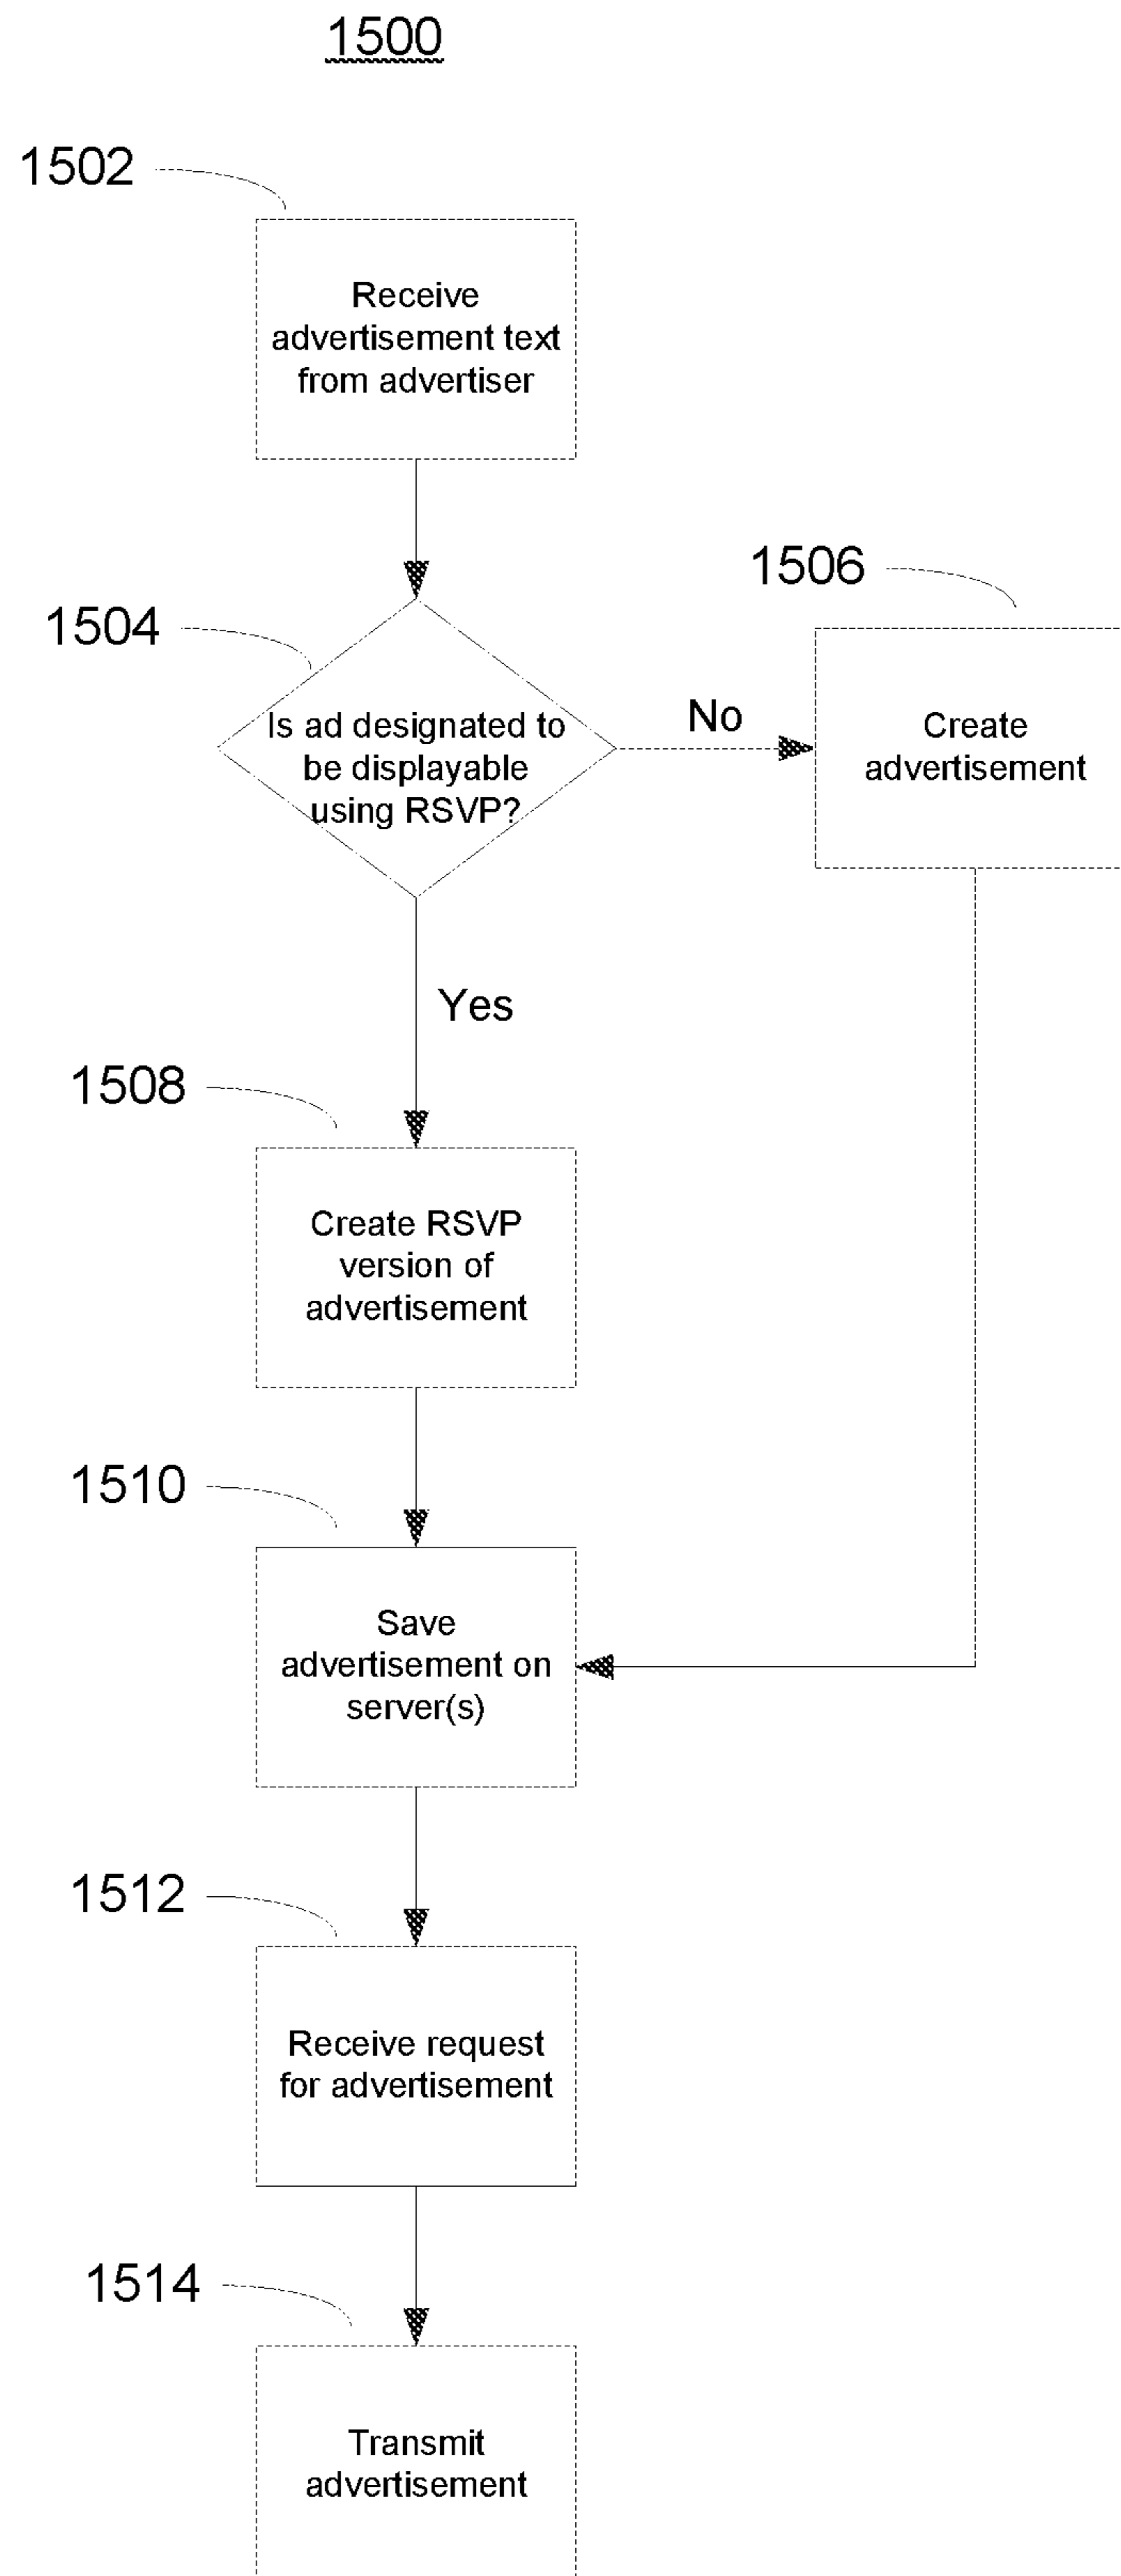 1500
1502
Receive
advertisement text
from advertiser
1504
Is ad designated to
be displayable
using RSVP?
No
1506
Create
advertisement
Yes
1508
Create RSVP
version of
advertisement
1510
Save
advertisement on
server(s)
1512
Receive request
for advertisement
1514
Transmit
advertisement